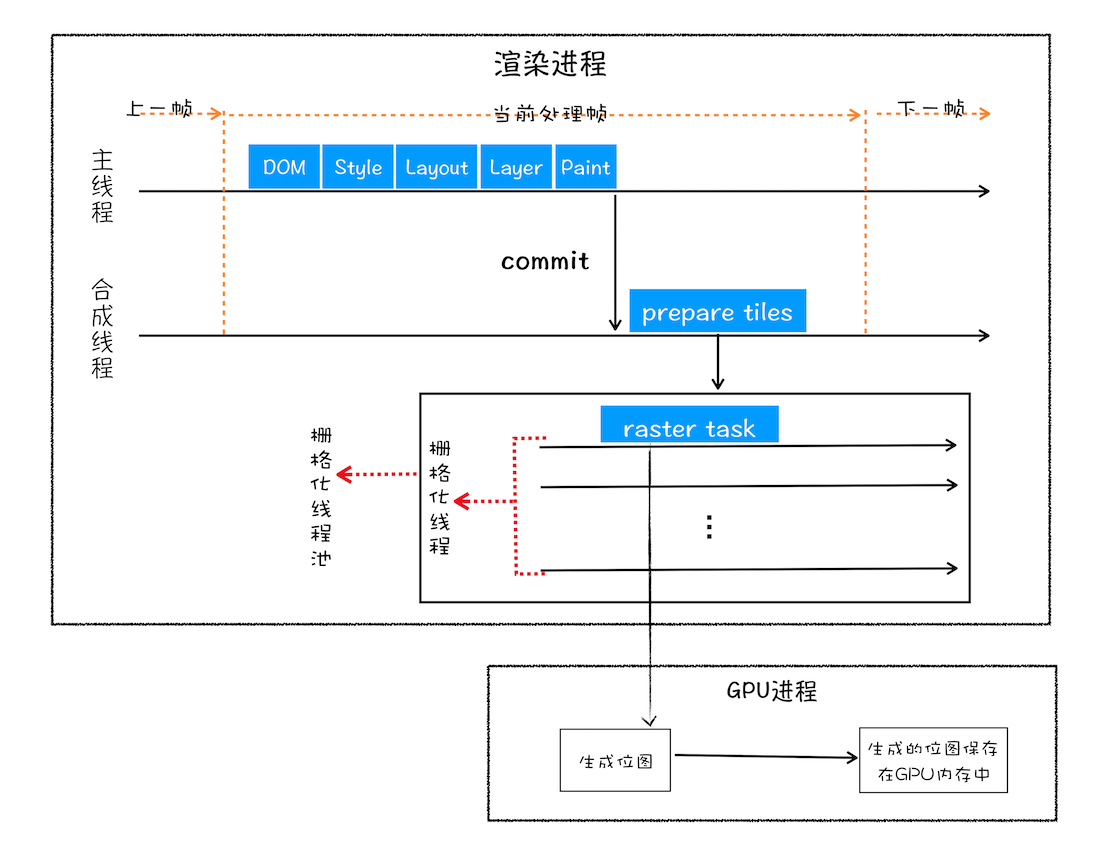 渲染进程
上一帧
当前处理帧
下一帧
主线程
DOM
Style
Layout
Layer
Paint
commit
合成线程
prepare tiles
raster task
栅格化线程池
栅格化线程
GPU进程
生成位图
生成的位图保存
在GPU内存中